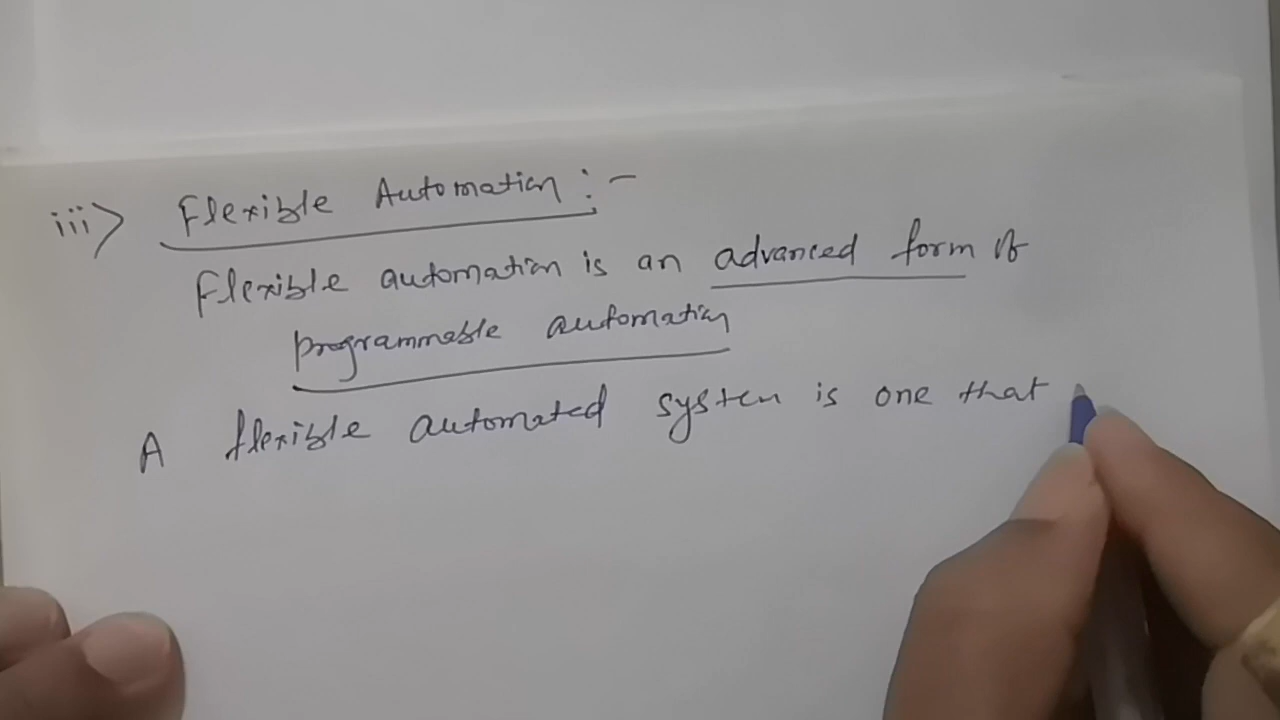 iii> Flexible Automation :-
Flexible automation is an advanced form of
programmable automation
A flexible automated system is one that